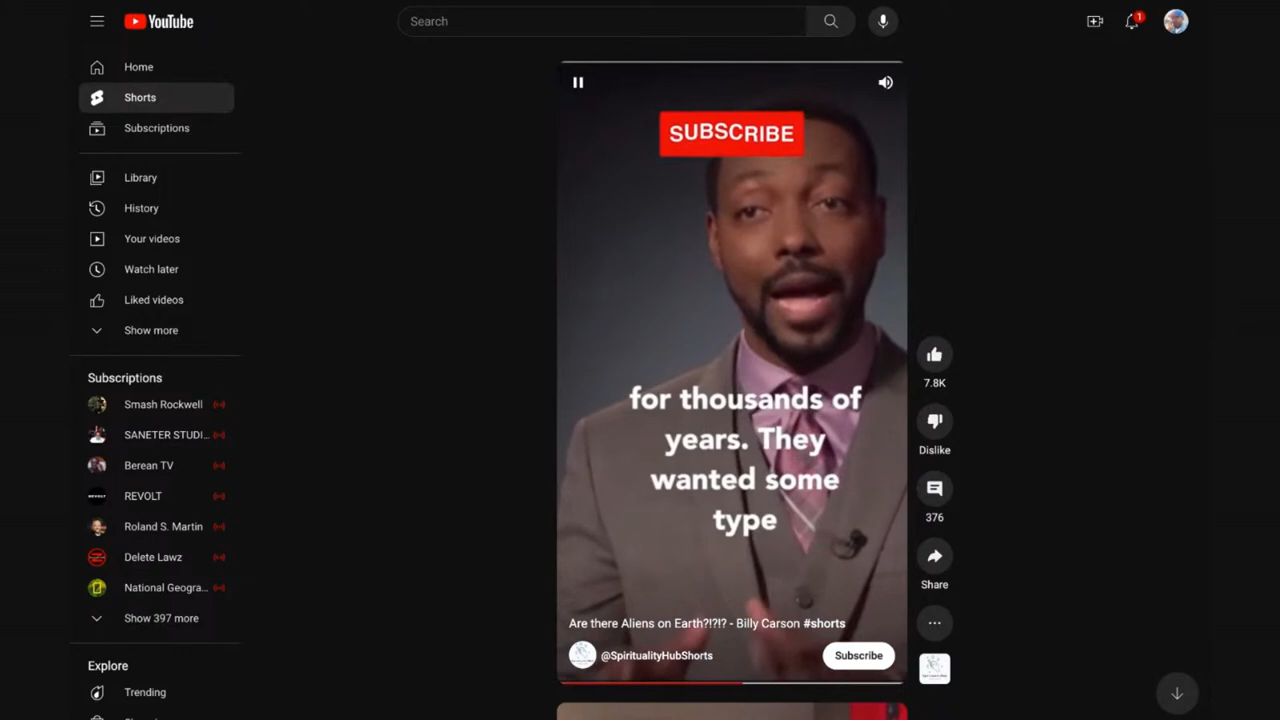 YouTube
Search
1
Home
Shorts
Subscriptions
Library
History
Your videos
Watch later
Liked videos
Show more
Subscriptions
Smash Rockwell
SANETER STUDI...
Berean TV
REVOLT
Roland S. Martin
Delete Lawz
National Geogra...
Show 397 more
Explore
Trending
SUBSCRIBE
for thousands of
years. They
wanted some
type
Are there Aliens on Earth?!?!? - Billy Carson #shorts
@SpiritualityHubShorts
Subscribe
7.8K
Dislike
376
Share